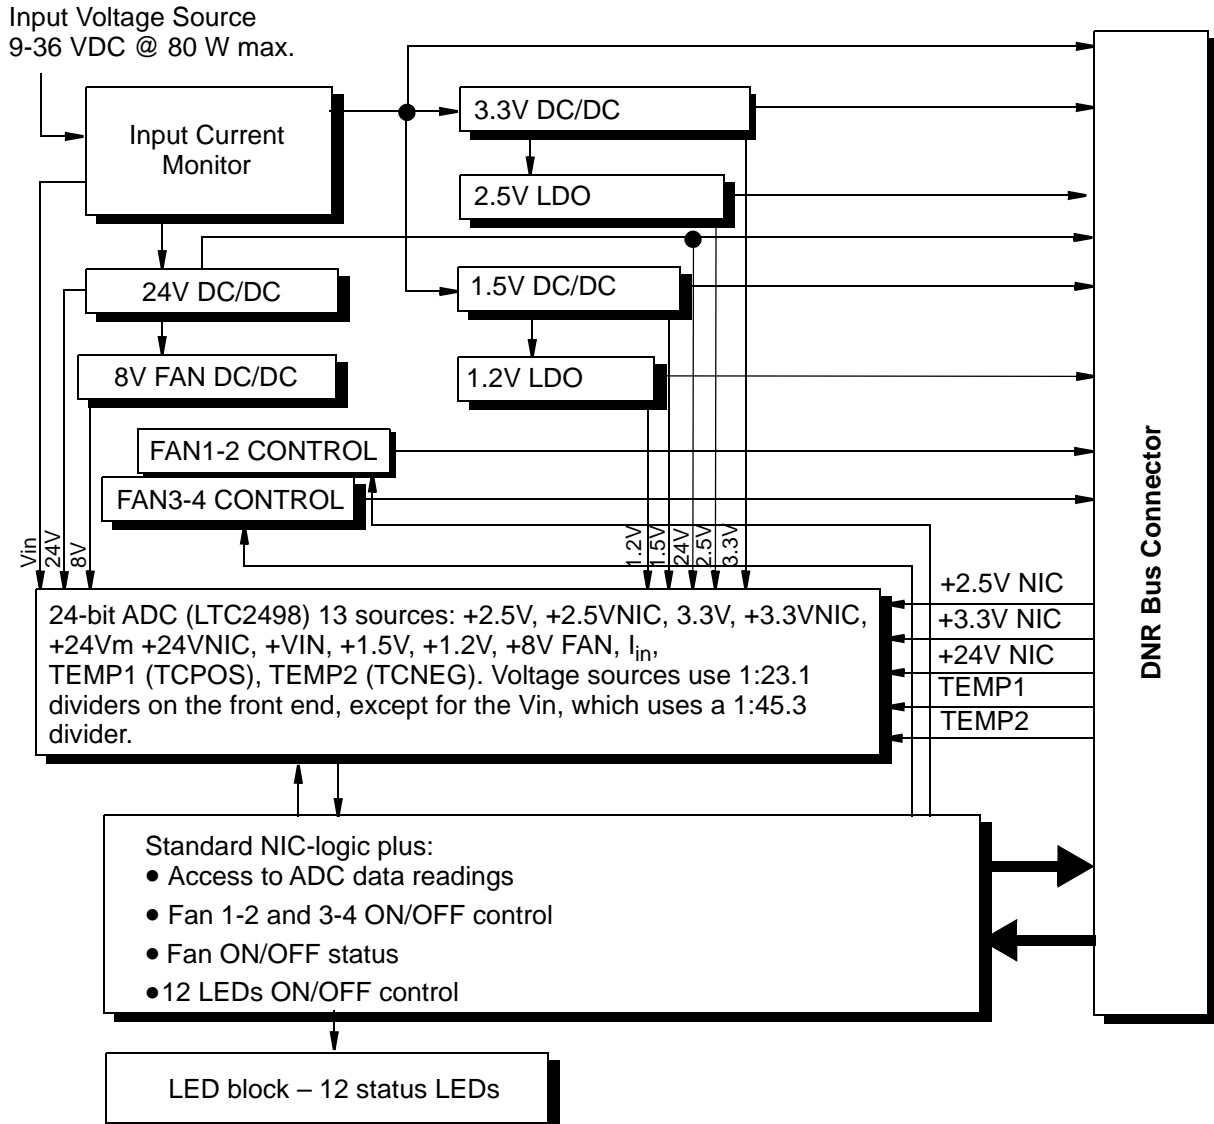 Input Voltage Source
9-36 VDC @ 80 W max.
Input Current
Monitor
3.3V DC/DC
2.5V LDO
24V DC/DC
1.5V DC/DC
8V FAN DC/DC
1.2V LDO
FAN1-2 CONTROL
FAN3-4 CONTROL
Vin
24V
8V
1.2V
1.5V
24V
2.5V
3.3V
DNR Bus Connector
24-bit ADC (LTC2498) 13 sources: +2.5V, +2.5VNIC, 3.3V, +3.3VNIC,
+24Vm +24VNIC, +VIN, +1.5V, +1.2V, +8V FAN, Iin,
TEMP1 (TCPOS), TEMP2 (TCNEG). Voltage sources use 1:23.1
dividers on the front end, except for the Vin, which uses a 1:45.3
divider.
+2.5V NIC
+3.3V NIC
+24V NIC
TEMP1
TEMP2
Standard NIC-logic plus:
● Access to ADC data readings
● Fan 1-2 and 3-4 ON/OFF control
● Fan ON/OFF status
●12 LEDs ON/OFF control
LED block – 12 status LEDs